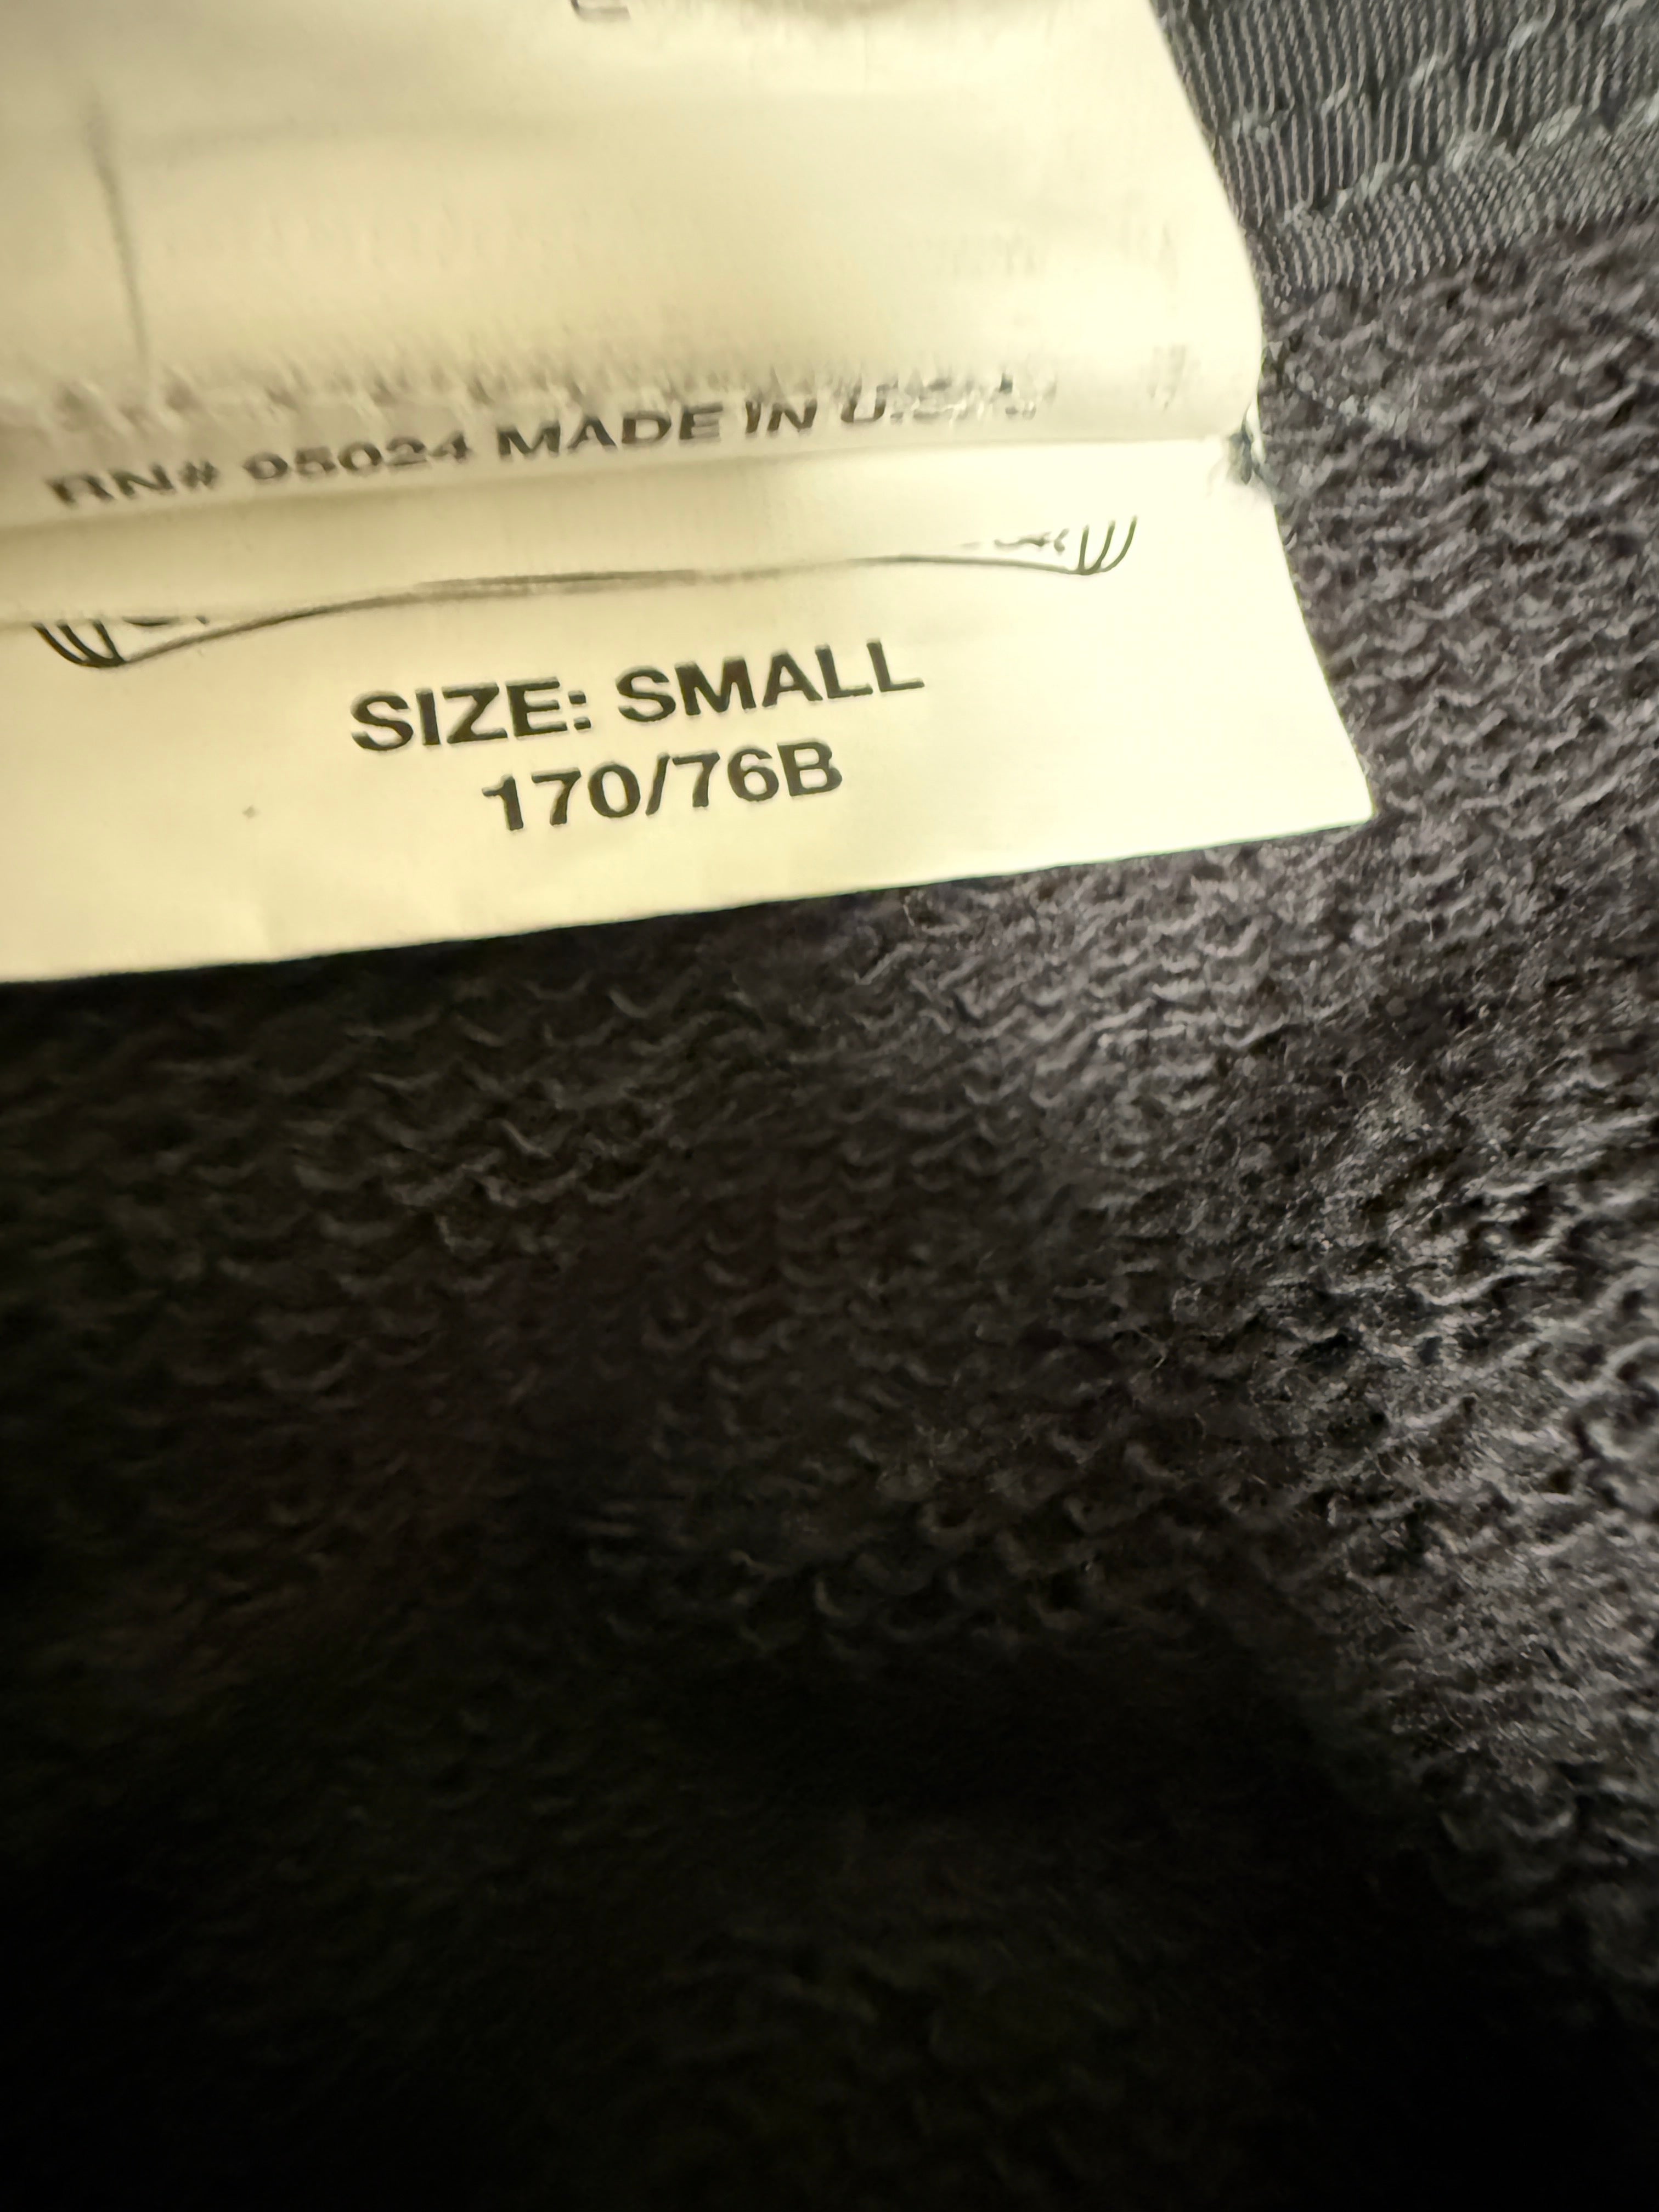 RN# 95024 MADE IN U.S.A.
SIZE: SMALL
170/76B